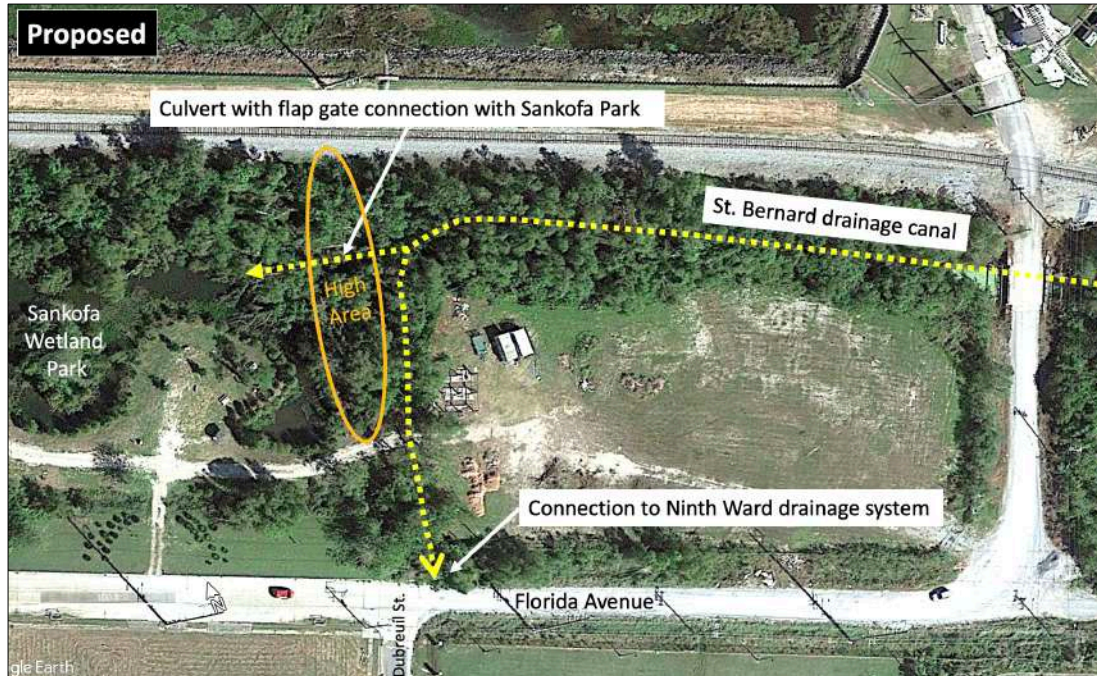 Proposed
Culvert with flap gate connection with Sankofa Park
St. Bernard drainage canal
High
Area
Sankofa
Wetland
Park
Connection to Ninth Ward drainage system
N
Florida Avenue
Dubreuil St.
gle Earth